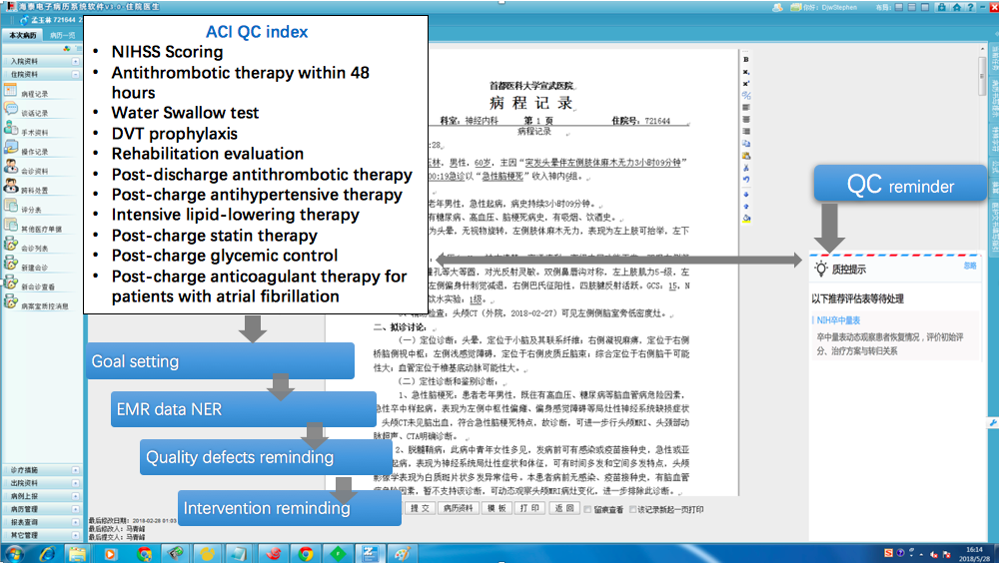 海泰电子病历系统软件V3.0-住院医生
你好: DjwStephen
布局:
孟玉林 721644
本次病历
病历一览
入院资料
住院资料
病程记录
谈话记录
手术资料
操作记录
会诊资料
跨科处置
评分表
其他医疗单据
会诊列表
新建会诊
新会诊查看
病案室质控消息
诊疗措施
出院资料
病例上报
病历管理
报表查询
其它管理
ACI QC index
• NIHSS Scoring
• Antithrombotic therapy within 48
hours
• Water Swallow test
• DVT prophylaxis
• Rehabilitation evaluation
• Post-discharge antithrombotic therapy
• Post-charge antihypertensive therapy
• Intensive lipid-lowering therapy
• Post-charge statin therapy
• Post-charge glycemic control
• Post-charge anticoagulant therapy for
patients with atrial fibrillation
Goal setting
EMR data NER
Quality defects reminding
Intervention reminding
首都医科大学宣武医院
病 程 记 录
科室: 神经内科 第 1 页 住院号: 721644
病程记录
:28
玉林，男性，60岁，主因“突发头晕伴左侧肢体麻木无力3小时09分钟”
00:19急诊以“急性脑梗死”收入神内6组。
老年男性，急性起病，病史持续3小时09分钟。
有糖尿病、高血压、脑梗死病史，有吸烟、饮酒史。
为头晕，无视物旋转，左侧肢体麻木无力，表现为左上肢可抬举，左下
瞳孔等大等圆，对光反射灵敏，双侧鼻唇沟对称，左上肢肌力5-级，左
左侧偏身针刺觉减退，右侧巴氏征阳性，四肢腱反射活跃。GCS: 15，N
饮水实验: 1级。
检查: 头颅CT（外院，2018-02-27）可见左侧侧脑室旁低密度灶。
二、拟诊讨论:
（一）定位诊断: 头晕，定位于小脑及其联系纤维；右侧凝视麻痹，定位于右侧
桥脑侧视中枢；左侧浅感觉障碍，定位于右侧皮质丘脑束；综合定位于右侧脑干可能
性大；血管定位于椎基底动脉可能性大。
（二）定性诊断和鉴别诊断:
1、急性脑梗死: 患者老年男性，既往有高血压、糖尿病等脑血管病危险因素，
急性卒中样起病，表现为左侧中枢性偏瘫、偏身感觉障碍等局灶性神经系统缺损症状
，头颅CT未见脑出血，符合急性脑梗死特点，故诊断，可进一步行头颅MRI、头颈部动
脉超声、CTA明确诊断。
2、脱髓鞘病: 此病中青年女性多见，发病前可有感染或疫苗接种史，急性或亚
起病，表现为神经系统局灶性症状和体征，可有时间多发和空间多发特点，头颅
影像学表现为白质斑片状多发异常信号。本患者病前无感染、疫苗接种史，有脑血管
病危险因素，暂不支持该诊断，可动态观察头颅MRI病灶变化，进一步排除此诊断。
提 交 病历资料 模 板 打 印 返 回 留痕查看 该记录新起一页打印
最后修改日期: 2018-02-28 01:03
最后修改人: 马青峰
最后提交人: 马青峰
QC reminder
质控提示
忽略
以下推荐评估表等待处理
NIH卒中量表
卒中量表动态观察患者恢复情况，评价初始评
分、治疗方案与转归关系
16:14
2018/5/28